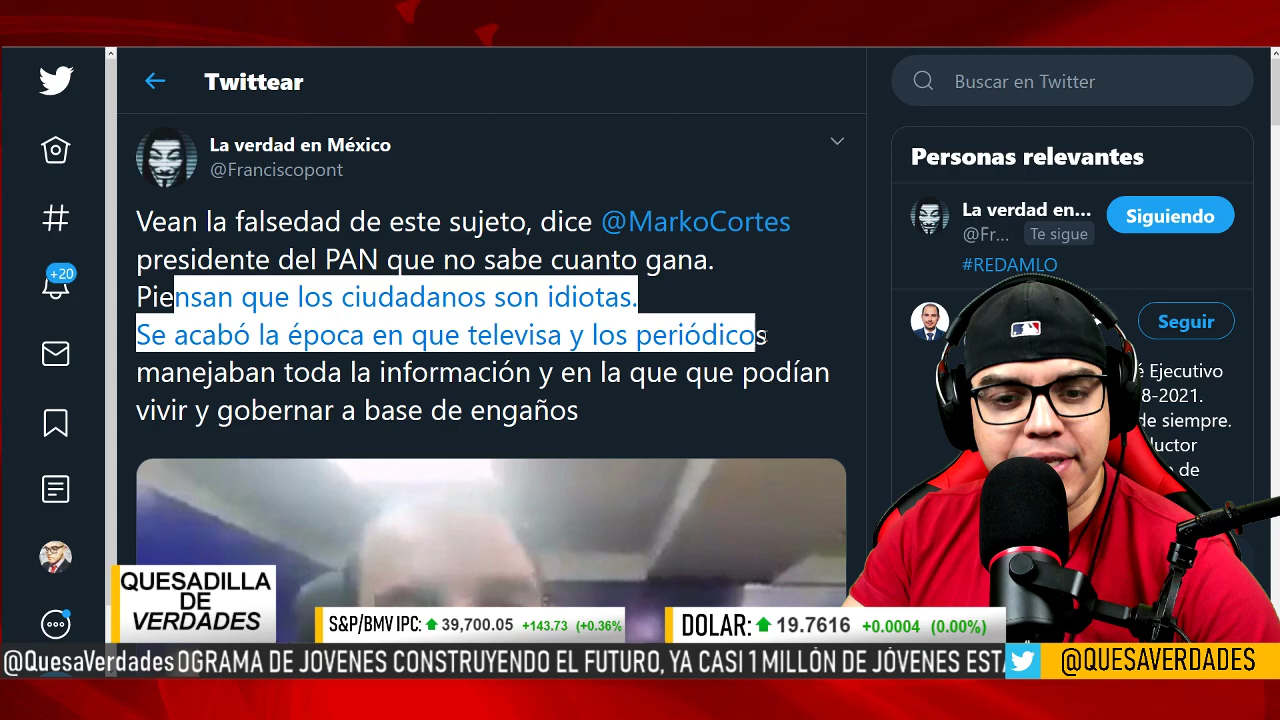 Twittear
Buscar en Twitter
La verdad en México
@Franciscopont
Vean la falsedad de este sujeto, dice @MarkoCortes
presidente del PAN que no sabe cuanto gana.
Piensan que los ciudadanos son idiotas.
Se acabó la época en que televisa y los periódicos
manejaban toda la información y en la que que podían
vivir y gobernar a base de engaños
Personas relevantes
La verdad en...
@Fr... Te sigue
Siguiendo
#REDAMLO
Seguir
Ejecutivo
8-2021.
de siempre.
de
+20
QUESADILLA
DE
VERDADES
S&P/BMV IPC: 39,700.05 +143.73 (+0.36%)
DOLAR: 19.7616 +0.0004 (0.00%)
@QuesaVerdades OGRAMA DE JOVENES CONSTRUYENDO EL FUTURO, YA CASI 1 MILLÓN DE JÓVENES EST
@QUESAVERDADES